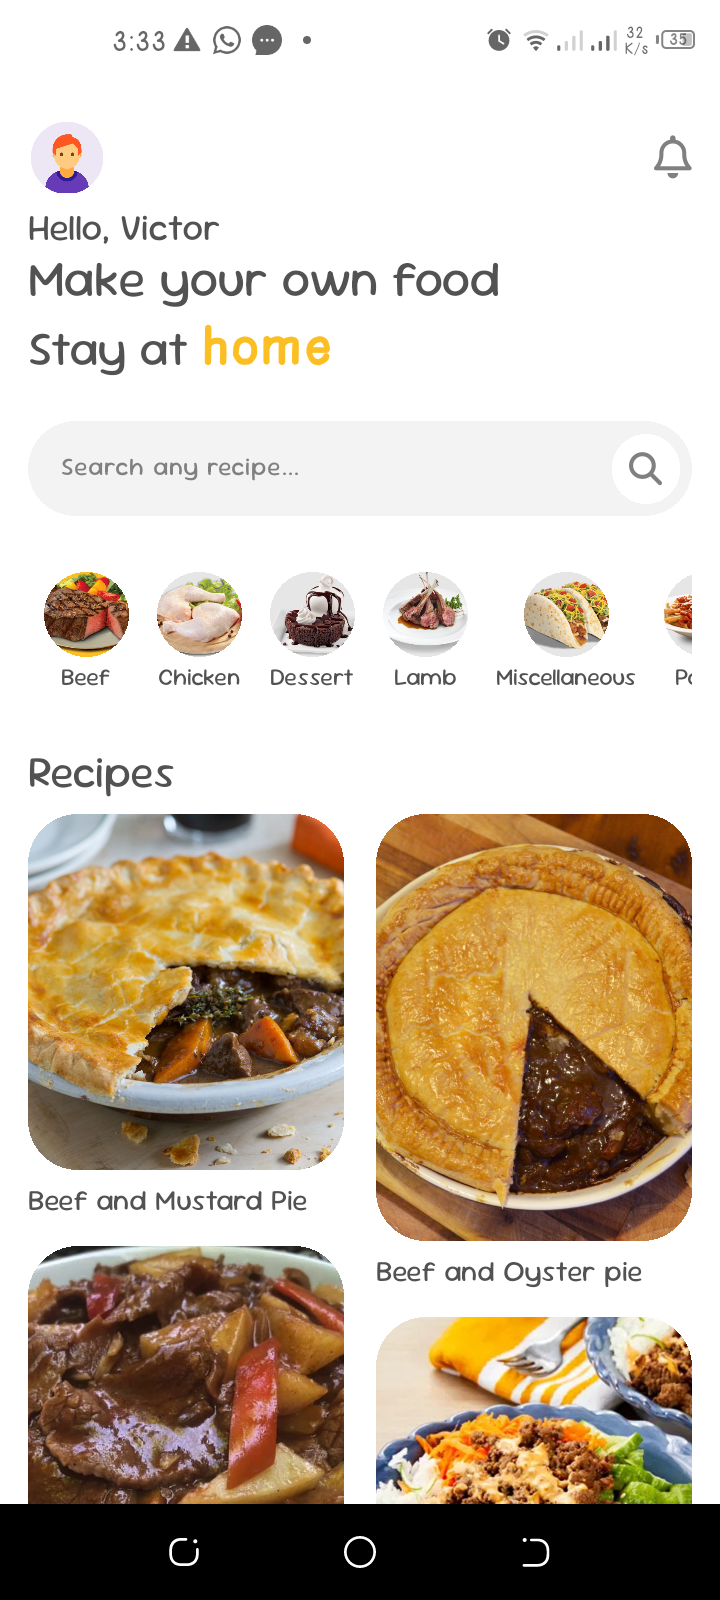 3:33
32
K/s
35
Hello, Victor
Make your own food
Stay at home
Search any recipe...
Beef
Chicken
Dessert
Lamb
Miscellaneous
Recipes
Beef and Mustard Pie
Beef and Oyster pie